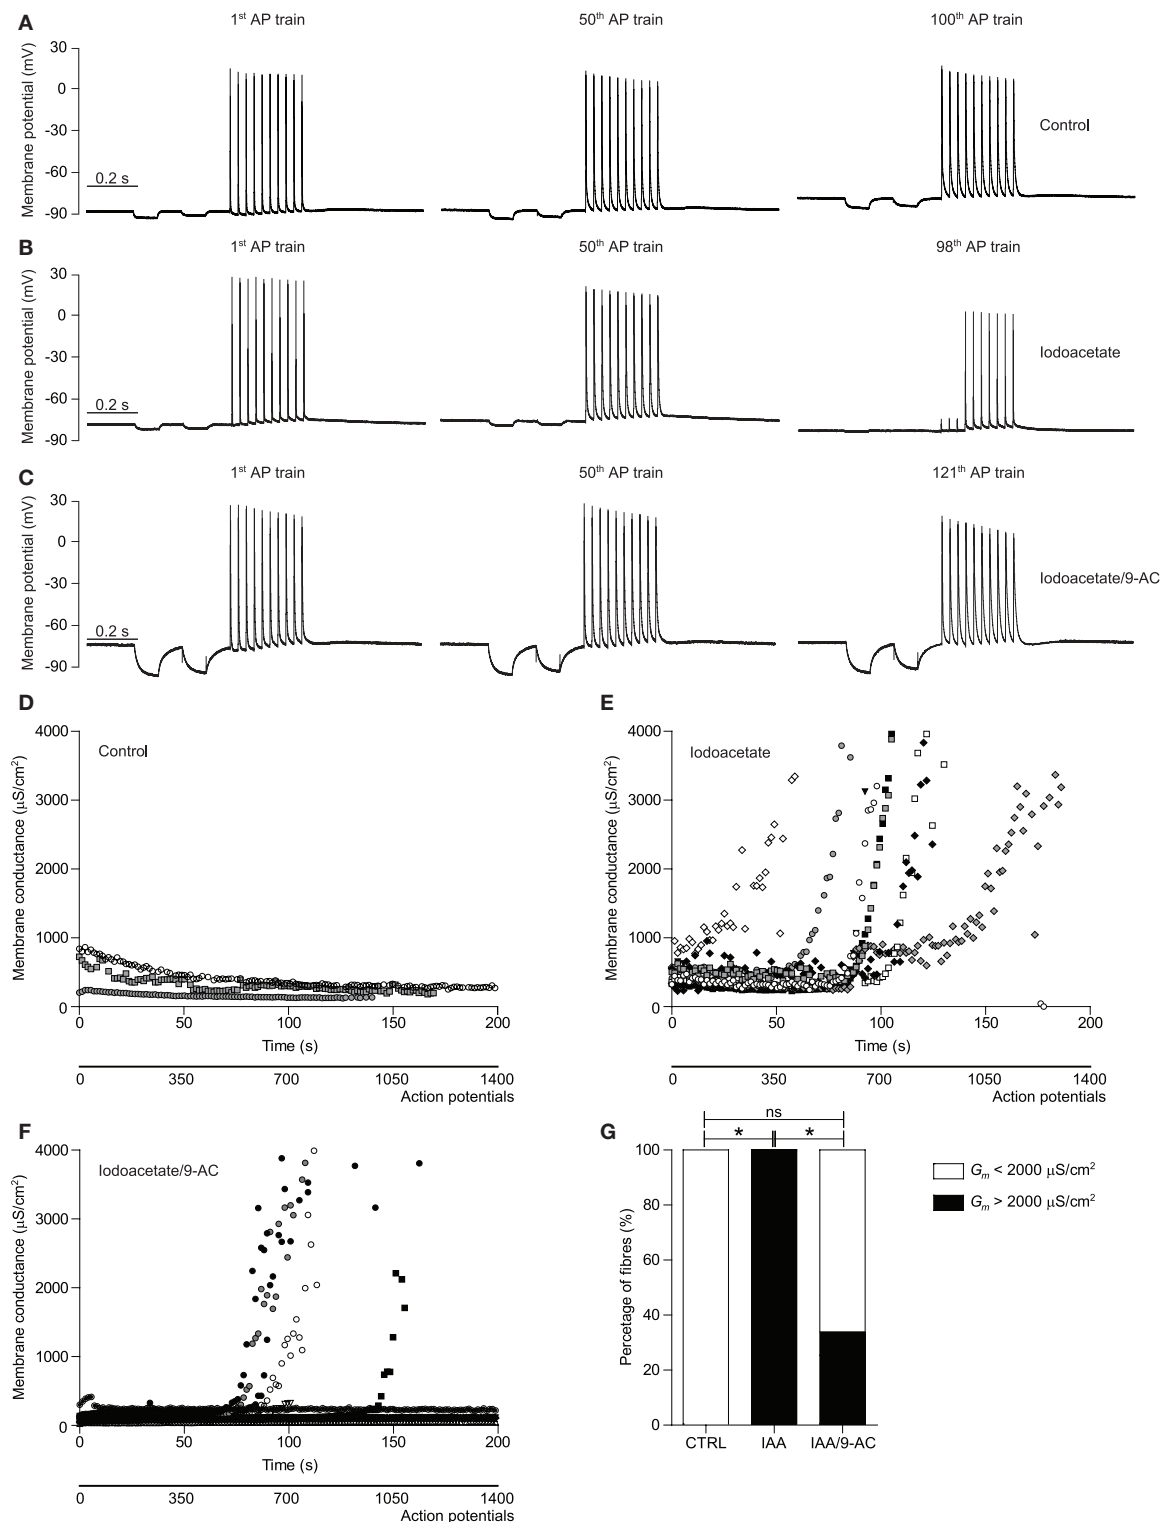 A
1st AP train
50th AP train
100th AP train
Membrane potential (mV)
30
0
-30
-60
-90
0.2 s
Control
B
1st AP train
50th AP train
98th AP train
Membrane potential (mV)
30
0
-30
-60
-90
0.2 s
Iodoacetate
C
1st AP train
50th AP train
121th AP train
Membrane potential (mV)
30
0
-30
-60
-90
0.2 s
Iodoacetate/9-AC
D
Control
Membrane conductance (μS/cm2)
4000
3000
2000
1000
0
0 50 100 150 200
Time (s)
0 350 700 1050 1400
Action potentials
E
Iodoacetate
Membrane conductance (μS/cm2)
4000
3000
2000
1000
0
0 50 100 150 200
Time (s)
0 350 700 1050 1400
Action potentials
F
Iodoacetate/9-AC
Membrane conductance (μS/cm2)
4000
3000
2000
1000
0
0 50 100 150 200
Time (s)
0 350 700 1050 1400
Action potentials
G
ns
* *
Percetage of fibres (%)
100
80
60
40
20
0
CTRL IAA IAA/9-AC
Gm < 2000 μS/cm2
Gm > 2000 μS/cm2